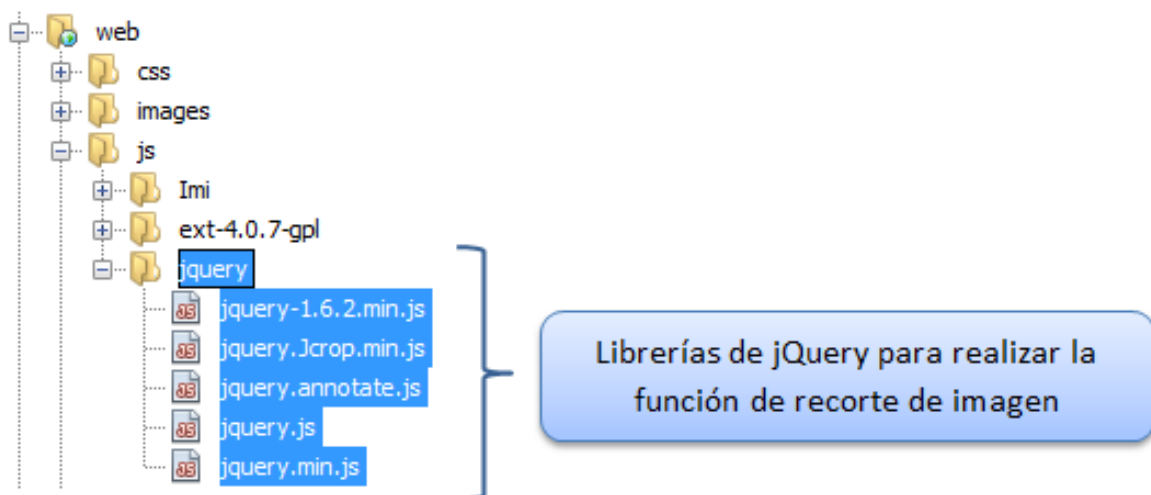 web
css
images
js
Imi
ext-4.0.7-gpl
jquery
jquery-1.6.2.min.js
jquery.Jcrop.min.js
jquery.annotate.js
jquery.js
jquery.min.js
Librerías de jQuery para realizar la
función de recorte de imagen